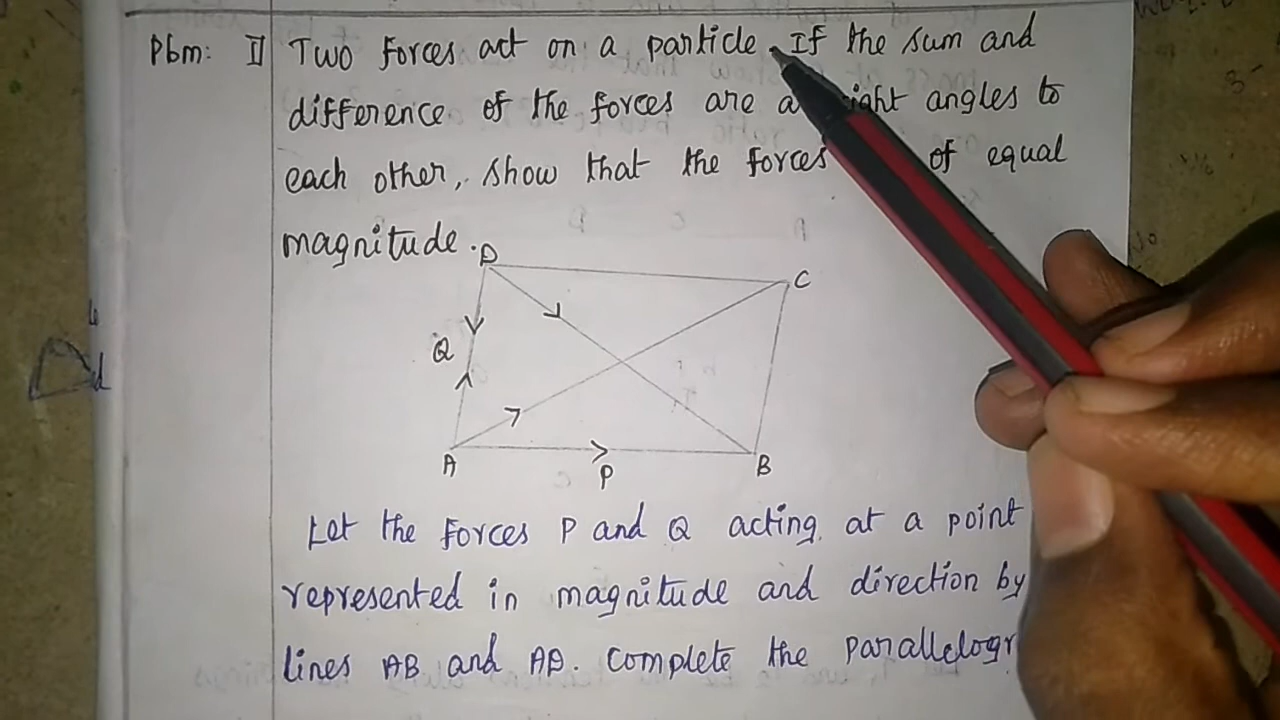 Pbm: II Two forces act on a particle. If the sum and
difference of the forces are right angles to
each other, show that the forces of equal
magnitude.
D
C
Q
A
B
P
Let the forces P and Q acting at a point
represented in magnitude and direction by
lines AB and AD. Complete the parallelogr